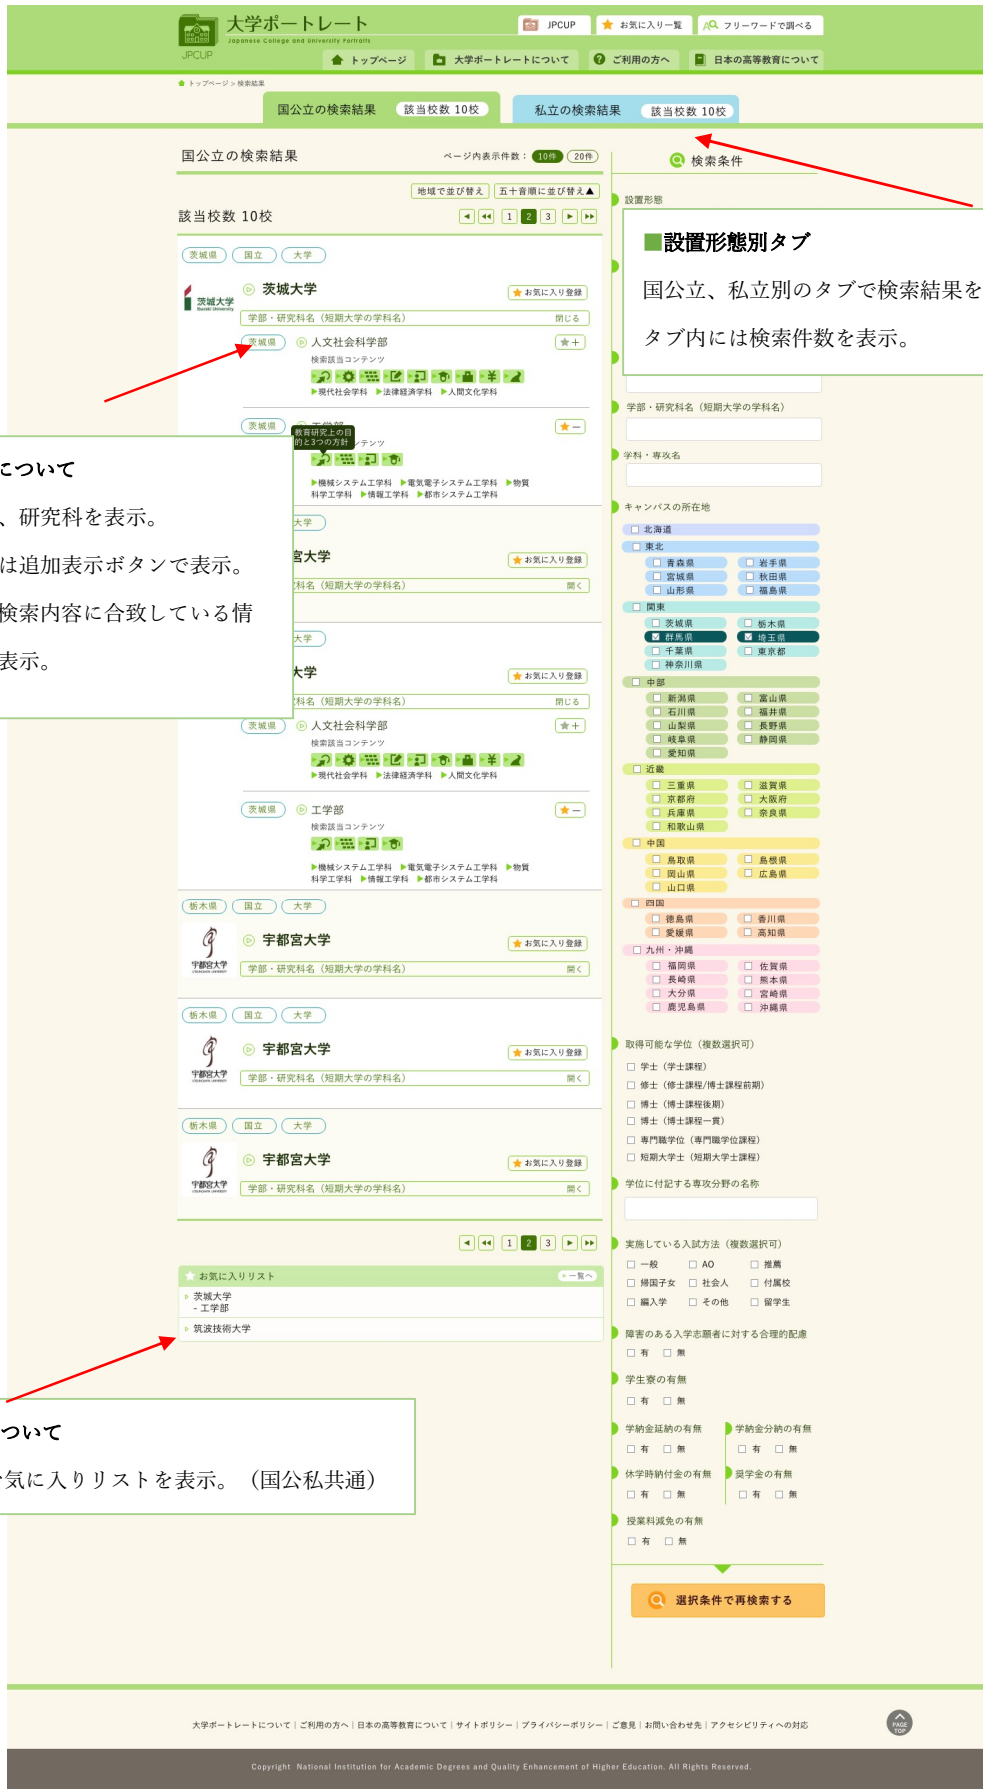 大学ポートレート
Japanese College and University Portraits
JPCUP
JPCUP
お気に入り一覧
フリーワードで調べる
トップページ
大学ポートレートについて
ご利用の方へ
日本の高等教育について
トップページ > 検索結果
国公立の検索結果 該当校数 10校
私立の検索結果 該当校数 10校
国公立の検索結果
ページ内表示件数： 10件 20件
地域で並び替え 五十音順に並び替え▲
該当校数 10校
1 2 3
茨城県 国立 大学
茨城大学
Ibaraki University
茨城大学
お気に入り登録
学部・研究科名（短期大学の学科名） 閉じる
茨城県 人文社会科学部
検索該当コンテンツ
▶現代社会学科 ▶法律経済学科 ▶人間文化学科
茨城県
教育研究上の目
的と3つの方針
ンテンツ
▶機械システム工学科 ▶電気電子システム工学科 ▶物質
科学工学科 ▶情報工学科 ▶都市システム工学科
大学
宮大学
お気に入り登録
究科名（短期大学の学科名） 開く
大学
大学
お気に入り登録
究科名（短期大学の学科名） 閉じる
茨城県 人文社会科学部
検索該当コンテンツ
▶現代社会学科 ▶法律経済学科 ▶人間文化学科
茨城県 工学部
検索該当コンテンツ
▶機械システム工学科 ▶電気電子システム工学科 ▶物質
科学工学科 ▶情報工学科 ▶都市システム工学科
栃木県 国立 大学
宇都宮大学
宇都宮大学
お気に入り登録
学部・研究科名（短期大学の学科名） 開く
栃木県 国立 大学
宇都宮大学
宇都宮大学
お気に入り登録
学部・研究科名（短期大学の学科名） 開く
栃木県 国立 大学
宇都宮大学
宇都宮大学
お気に入り登録
学部・研究科名（短期大学の学科名） 開く
1 2 3
お気に入りリスト 一覧へ
茨城大学
- 工学部
筑波技術大学
について
、研究科を表示。
は追加表示ボタンで表示。
検索内容に合致している情
表示。
ついて
気に入りリストを表示。（国公私共通）
検索条件
設置形態
■設置形態別タブ
国公立、私立別のタブで検索結果を
タブ内には検索件数を表示。
学部・研究科名（短期大学の学科名）
学科・専攻名
キャンパスの所在地
北海道
東北
青森県 岩手県
宮城県 秋田県
山形県 福島県
関東
茨城県 栃木県
群馬県 埼玉県
千葉県 東京都
神奈川県
中部
新潟県 富山県
石川県 福井県
山梨県 長野県
岐阜県 静岡県
愛知県
近畿
三重県 滋賀県
京都府 大阪府
兵庫県 奈良県
和歌山県
中国
鳥取県 島根県
岡山県 広島県
山口県
四国
徳島県 香川県
愛媛県 高知県
九州・沖縄
福岡県 佐賀県
長崎県 熊本県
大分県 宮崎県
鹿児島県 沖縄県
取得可能な学位（複数選択可）
学士（学士課程）
修士（修士課程/博士課程前期）
博士（博士課程後期）
博士（博士課程一貫）
専門職学位（専門職学位課程）
短期大学士（短期大学士課程）
学位に付記する専攻分野の名称
実施している入試方法（複数選択可）
一般 AO 推薦
帰国子女 社会人 付属校
編入学 その他 留学生
障害のある入学志願者に対する合理的配慮
有 無
学生寮の有無
有 無
学納金延納の有無 学納金分納の有無
有 無 有 無
休学時納付金の有無 奨学金の有無
有 無 有 無
授業料減免の有無
有 無
選択条件で再検索する
大学ポートレートについて｜ご利用の方へ｜日本の高等教育について｜サイトポリシー｜プライバシーポリシー｜ご意見｜お問い合わせ先｜アクセシビリティへの対応
PAGE
TOP
Copyright National Institution for Academic Degrees and Quality Enhancement of Higher Education. All Rights Reserved.